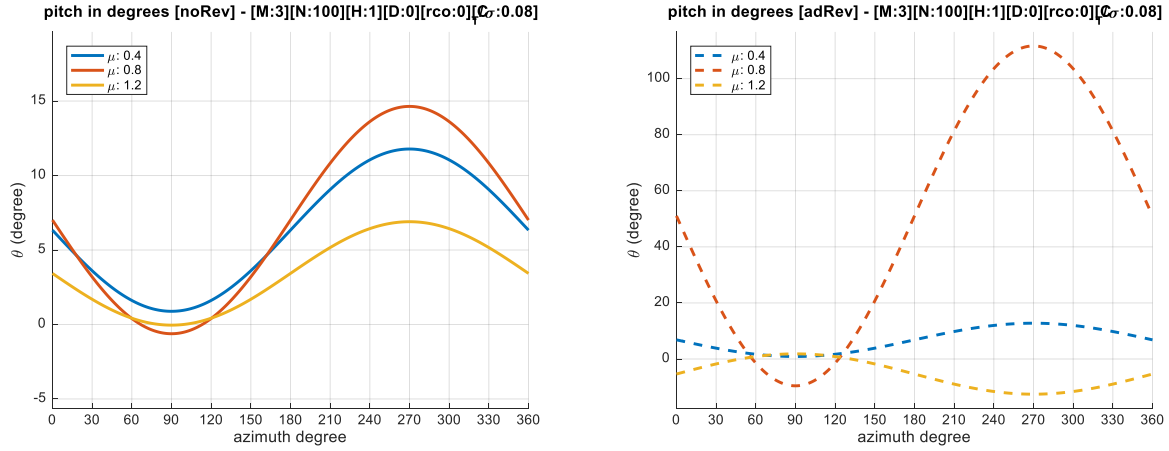 pitch in degrees [noRev] - [M:3][N:100][H:1][D:0][rco:0][C_T/σ:0.08]
μ: 0.4
μ: 0.8
μ: 1.2
15
10
5
0
-5
θ (degree)
0 30 60 90 120 150 180 210 240 270 300 330 360
azimuth degree
pitch in degrees [adRev] - [M:3][N:100][H:1][D:0][rco:0][C_T/σ:0.08]
μ: 0.4
μ: 0.8
μ: 1.2
100
80
60
40
20
0
θ (degree)
0 30 60 90 120 150 180 210 240 270 300 330 360
azimuth degree